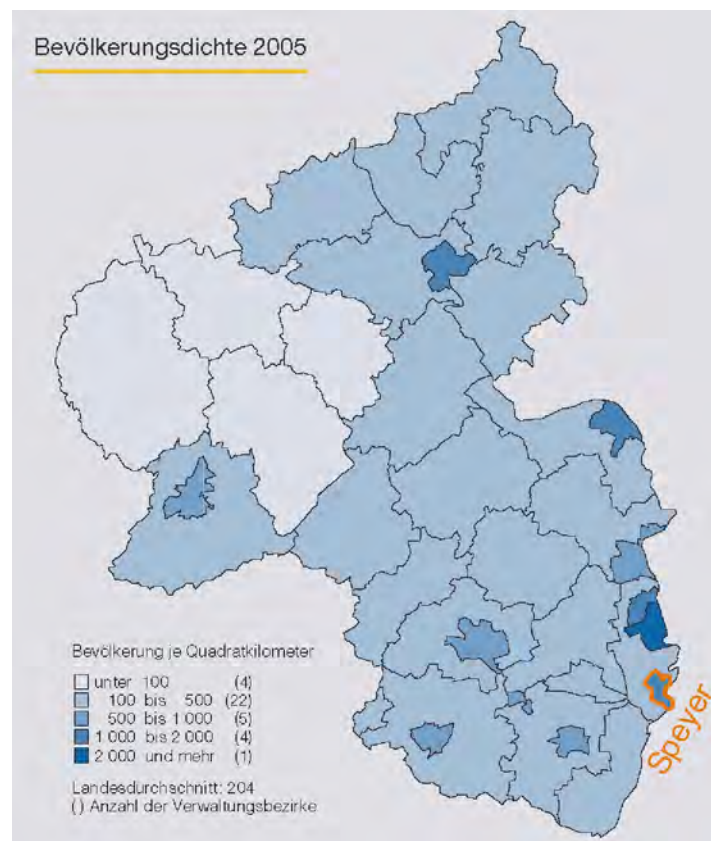 Bevölkerungsdichte 2005
Speyer
Bevölkerung je Quadratkilometer
unter 100 (4)
100 bis 500 (22)
500 bis 1 000 (5)
1 000 bis 2 000 (4)
2 000 und mehr (1)
Landesdurchschnitt: 204
() Anzahl der Verwaltungsbezirke